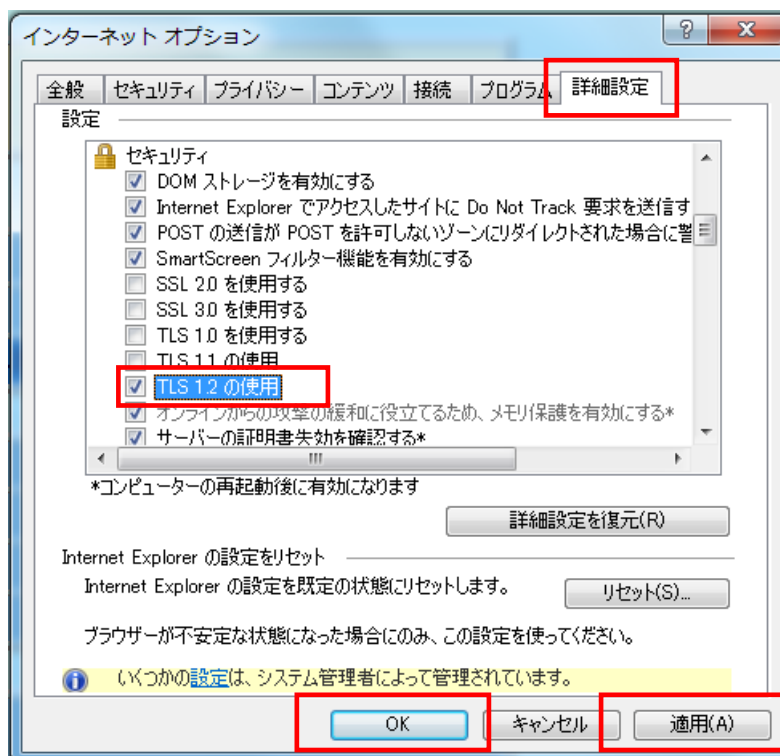 インターネット オプション
全般 セキュリティ プライバシー コンテンツ 接続 プログラム 詳細設定
設定
セキュリティ
DOM ストレージを有効にする
Internet Explorer でアクセスしたサイトに Do Not Track 要求を送信す
POST の送信が POST を許可しないゾーンにリダイレクトされた場合に警
SmartScreen フィルター機能を有効にする
SSL 2.0 を使用する
SSL 3.0 を使用する
TLS 1.0 を使用する
TLS 1.1 の使用
TLS 1.2 の使用
オンラインからの攻撃の緩和に役立てるため、メモリ保護を有効にする*
サーバーの証明書失効を確認する*
*コンピューターの再起動後に有効になります
詳細設定を復元(R)
Internet Explorer の設定をリセット
Internet Explorer の設定を既定の状態にリセットします。
リセット(S)...
ブラウザーが不安定な状態になった場合にのみ、この設定を使ってください。
いくつかの設定は、システム管理者によって管理されています。
OK キャンセル 適用(A)